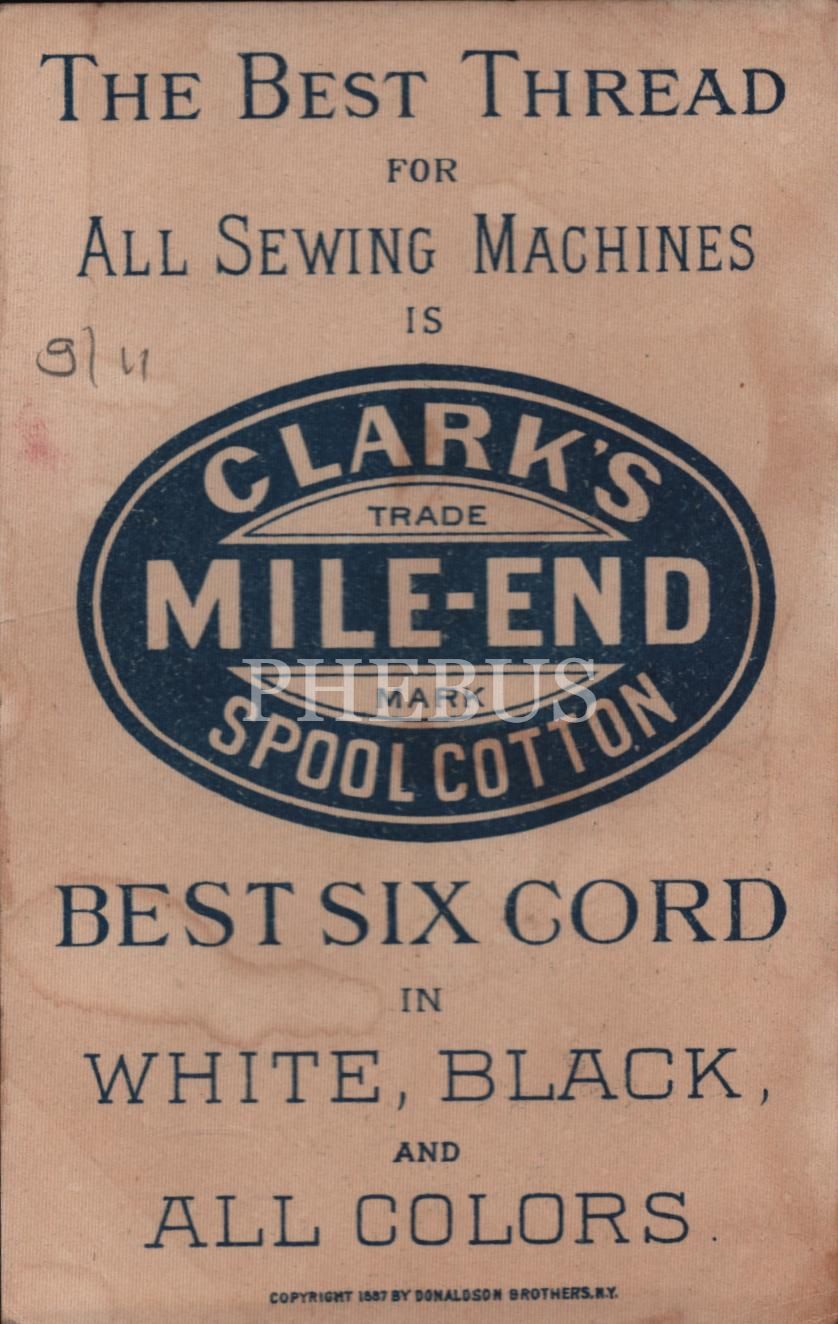 THE BEST THREAD
FOR
ALL SEWING MACHINES
IS
9/11
CLARK'S
TRADE
MILE-END
PHEBUS
MARK
SPOOL COTTON
BEST SIX CORD
IN
WHITE, BLACK,
AND
ALL COLORS.
COPYRIGHT 1887 BY DONALDSON BROTHERS, N.Y.